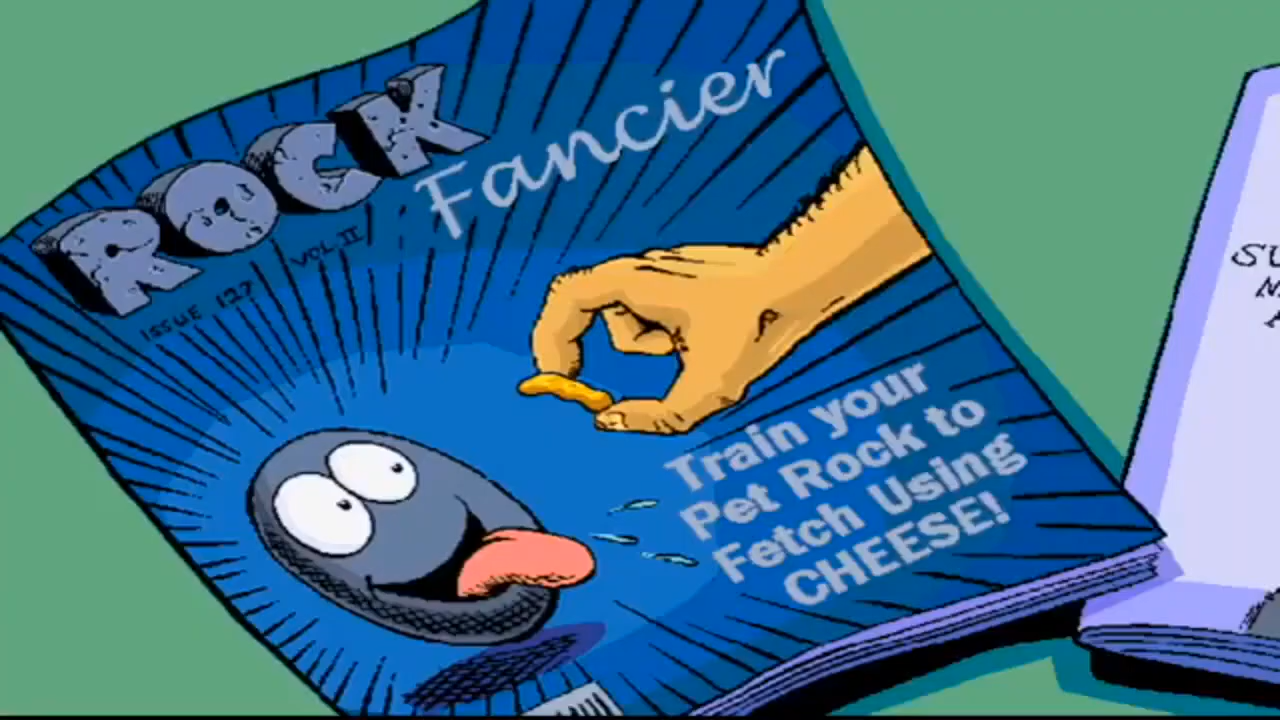 ROCK
Fancier
ISSUE 127 VOL. II
Train your
Pet Rock to
Fetch Using
CHEESE!